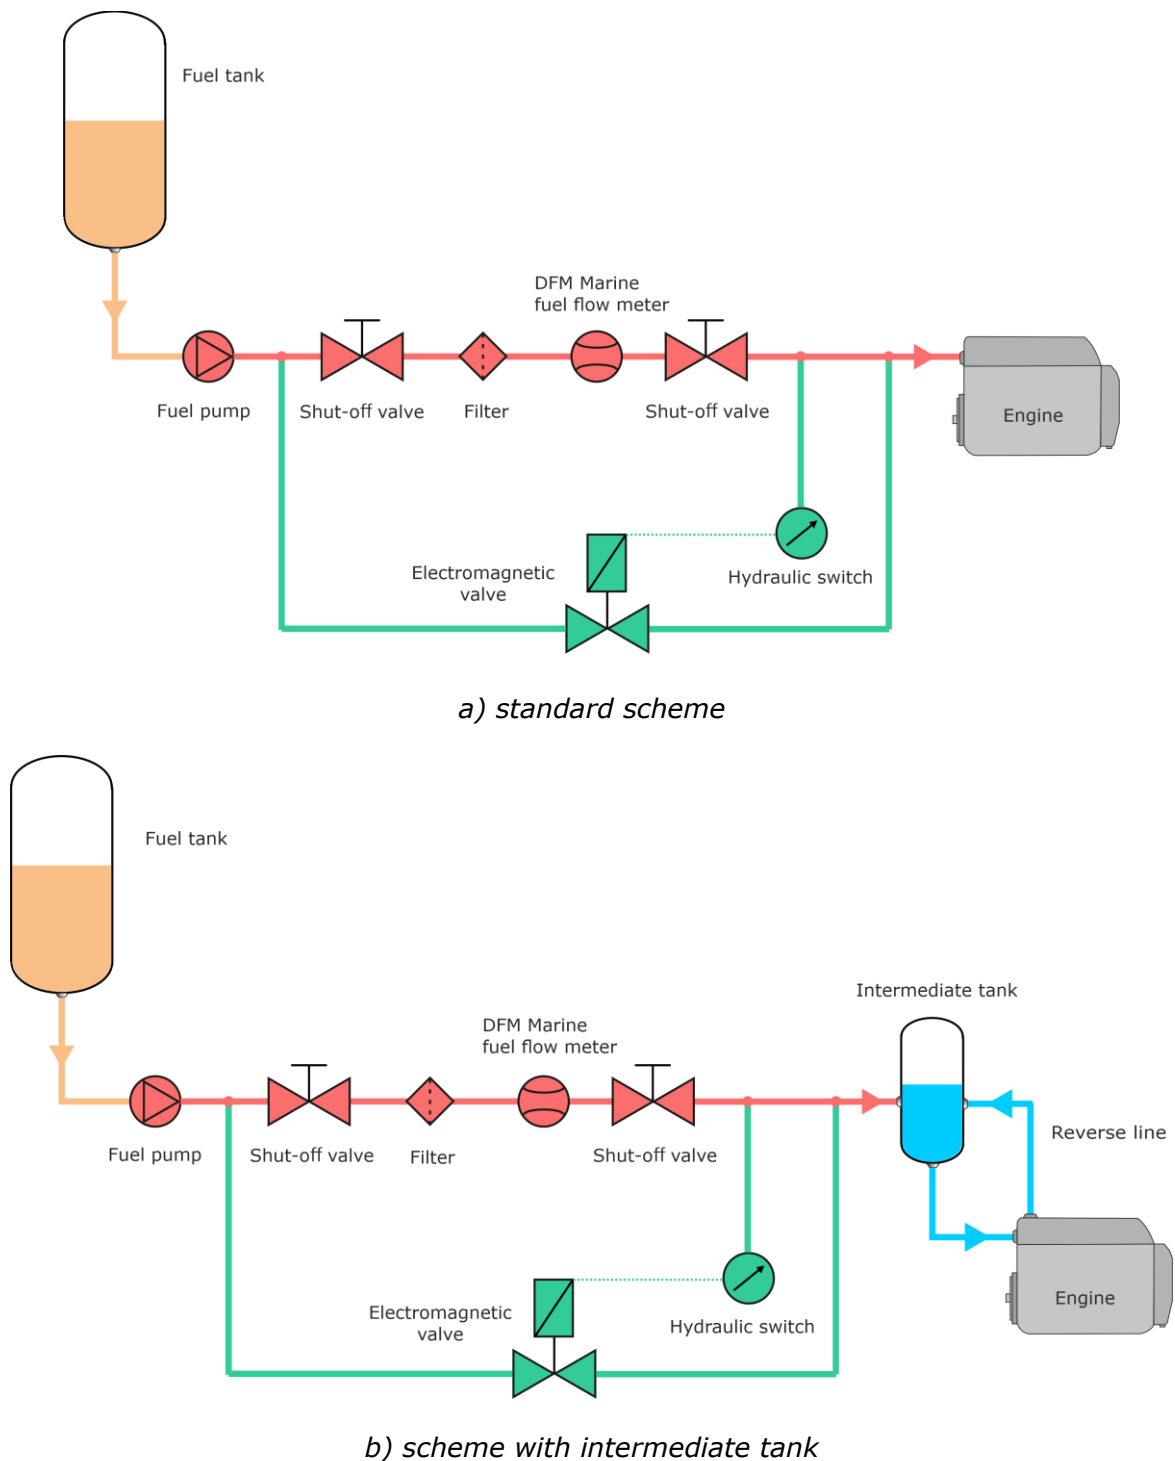 Fuel tank
DFM Marine
fuel flow meter
Fuel pump
Shut-off valve
Filter
Shut-off valve
Engine
Electromagnetic
valve
Hydraulic switch
a) standard scheme
Fuel tank
Intermediate tank
DFM Marine
fuel flow meter
Reverse line
Fuel pump
Shut-off valve
Filter
Shut-off valve
Engine
Electromagnetic
valve
Hydraulic switch
b) scheme with intermediate tank